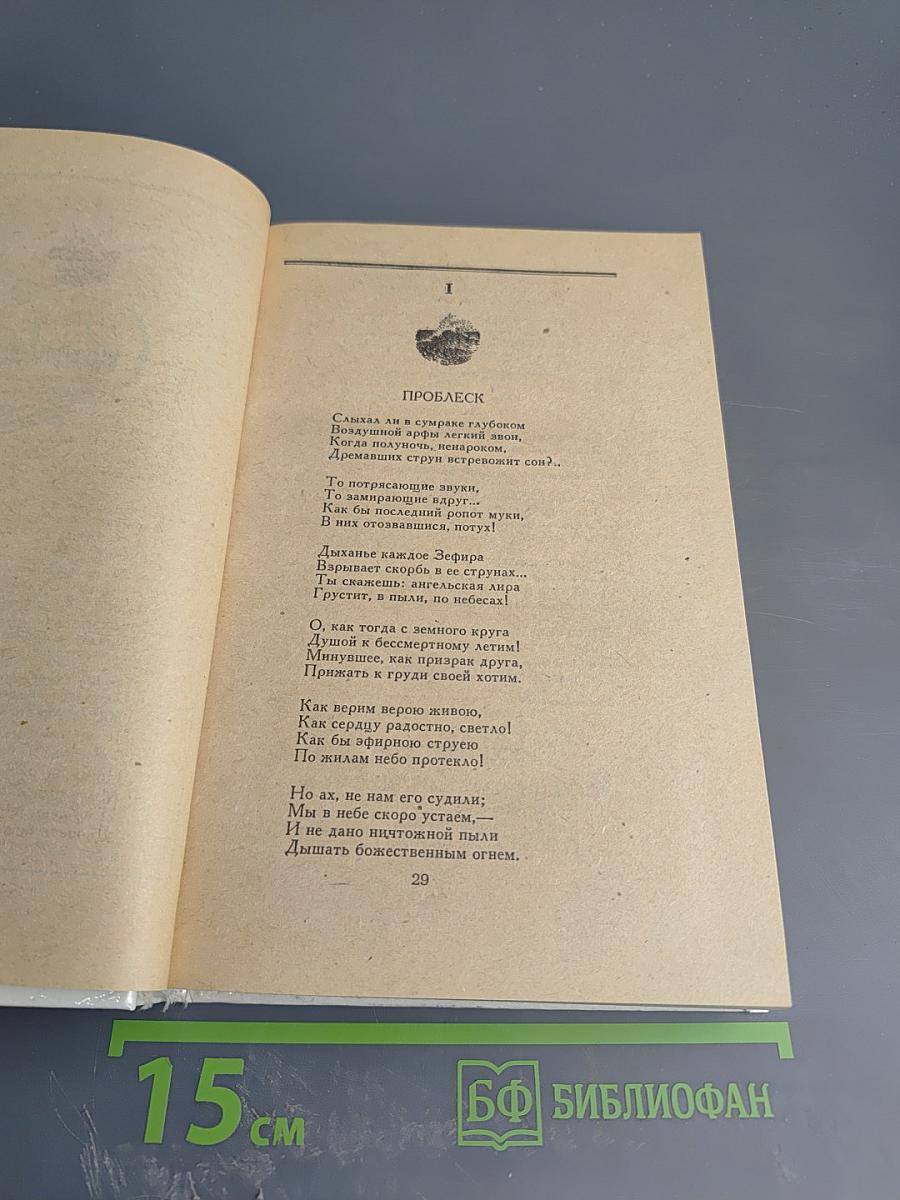 I
ПРОБЛЕСК
Слыхал ли в сумраке глубоком
Воздушной арфы легкий звон,
Когда полуночь, ненароком,
Дремавших струн встревожит сон?..
То потрясающие звуки,
То замирающие вдруг...
Как бы последний ропот муки,
В них отозвавшися, потух!
Дыханье каждое Зефира
Взрывает скорбь в ее струнах...
Ты скажешь: ангельская лира
Грустит, в пыли, по небесах!
О, как тогда с земного круга
Душой к бессмертному летим!
Минувшее, как призрак друга,
Прижать к груди своей хотим.
Как верим верою живою,
Как сердцу радостно, светло!
Как бы эфирною струею
По жилам небо протекло!
Но ах, не нам его судили;
Мы в небе скоро устаем,—
И не дано ничтожной пыли
Дышать божественным огнем.
29
15 см
БФ БИБЛИОФАН